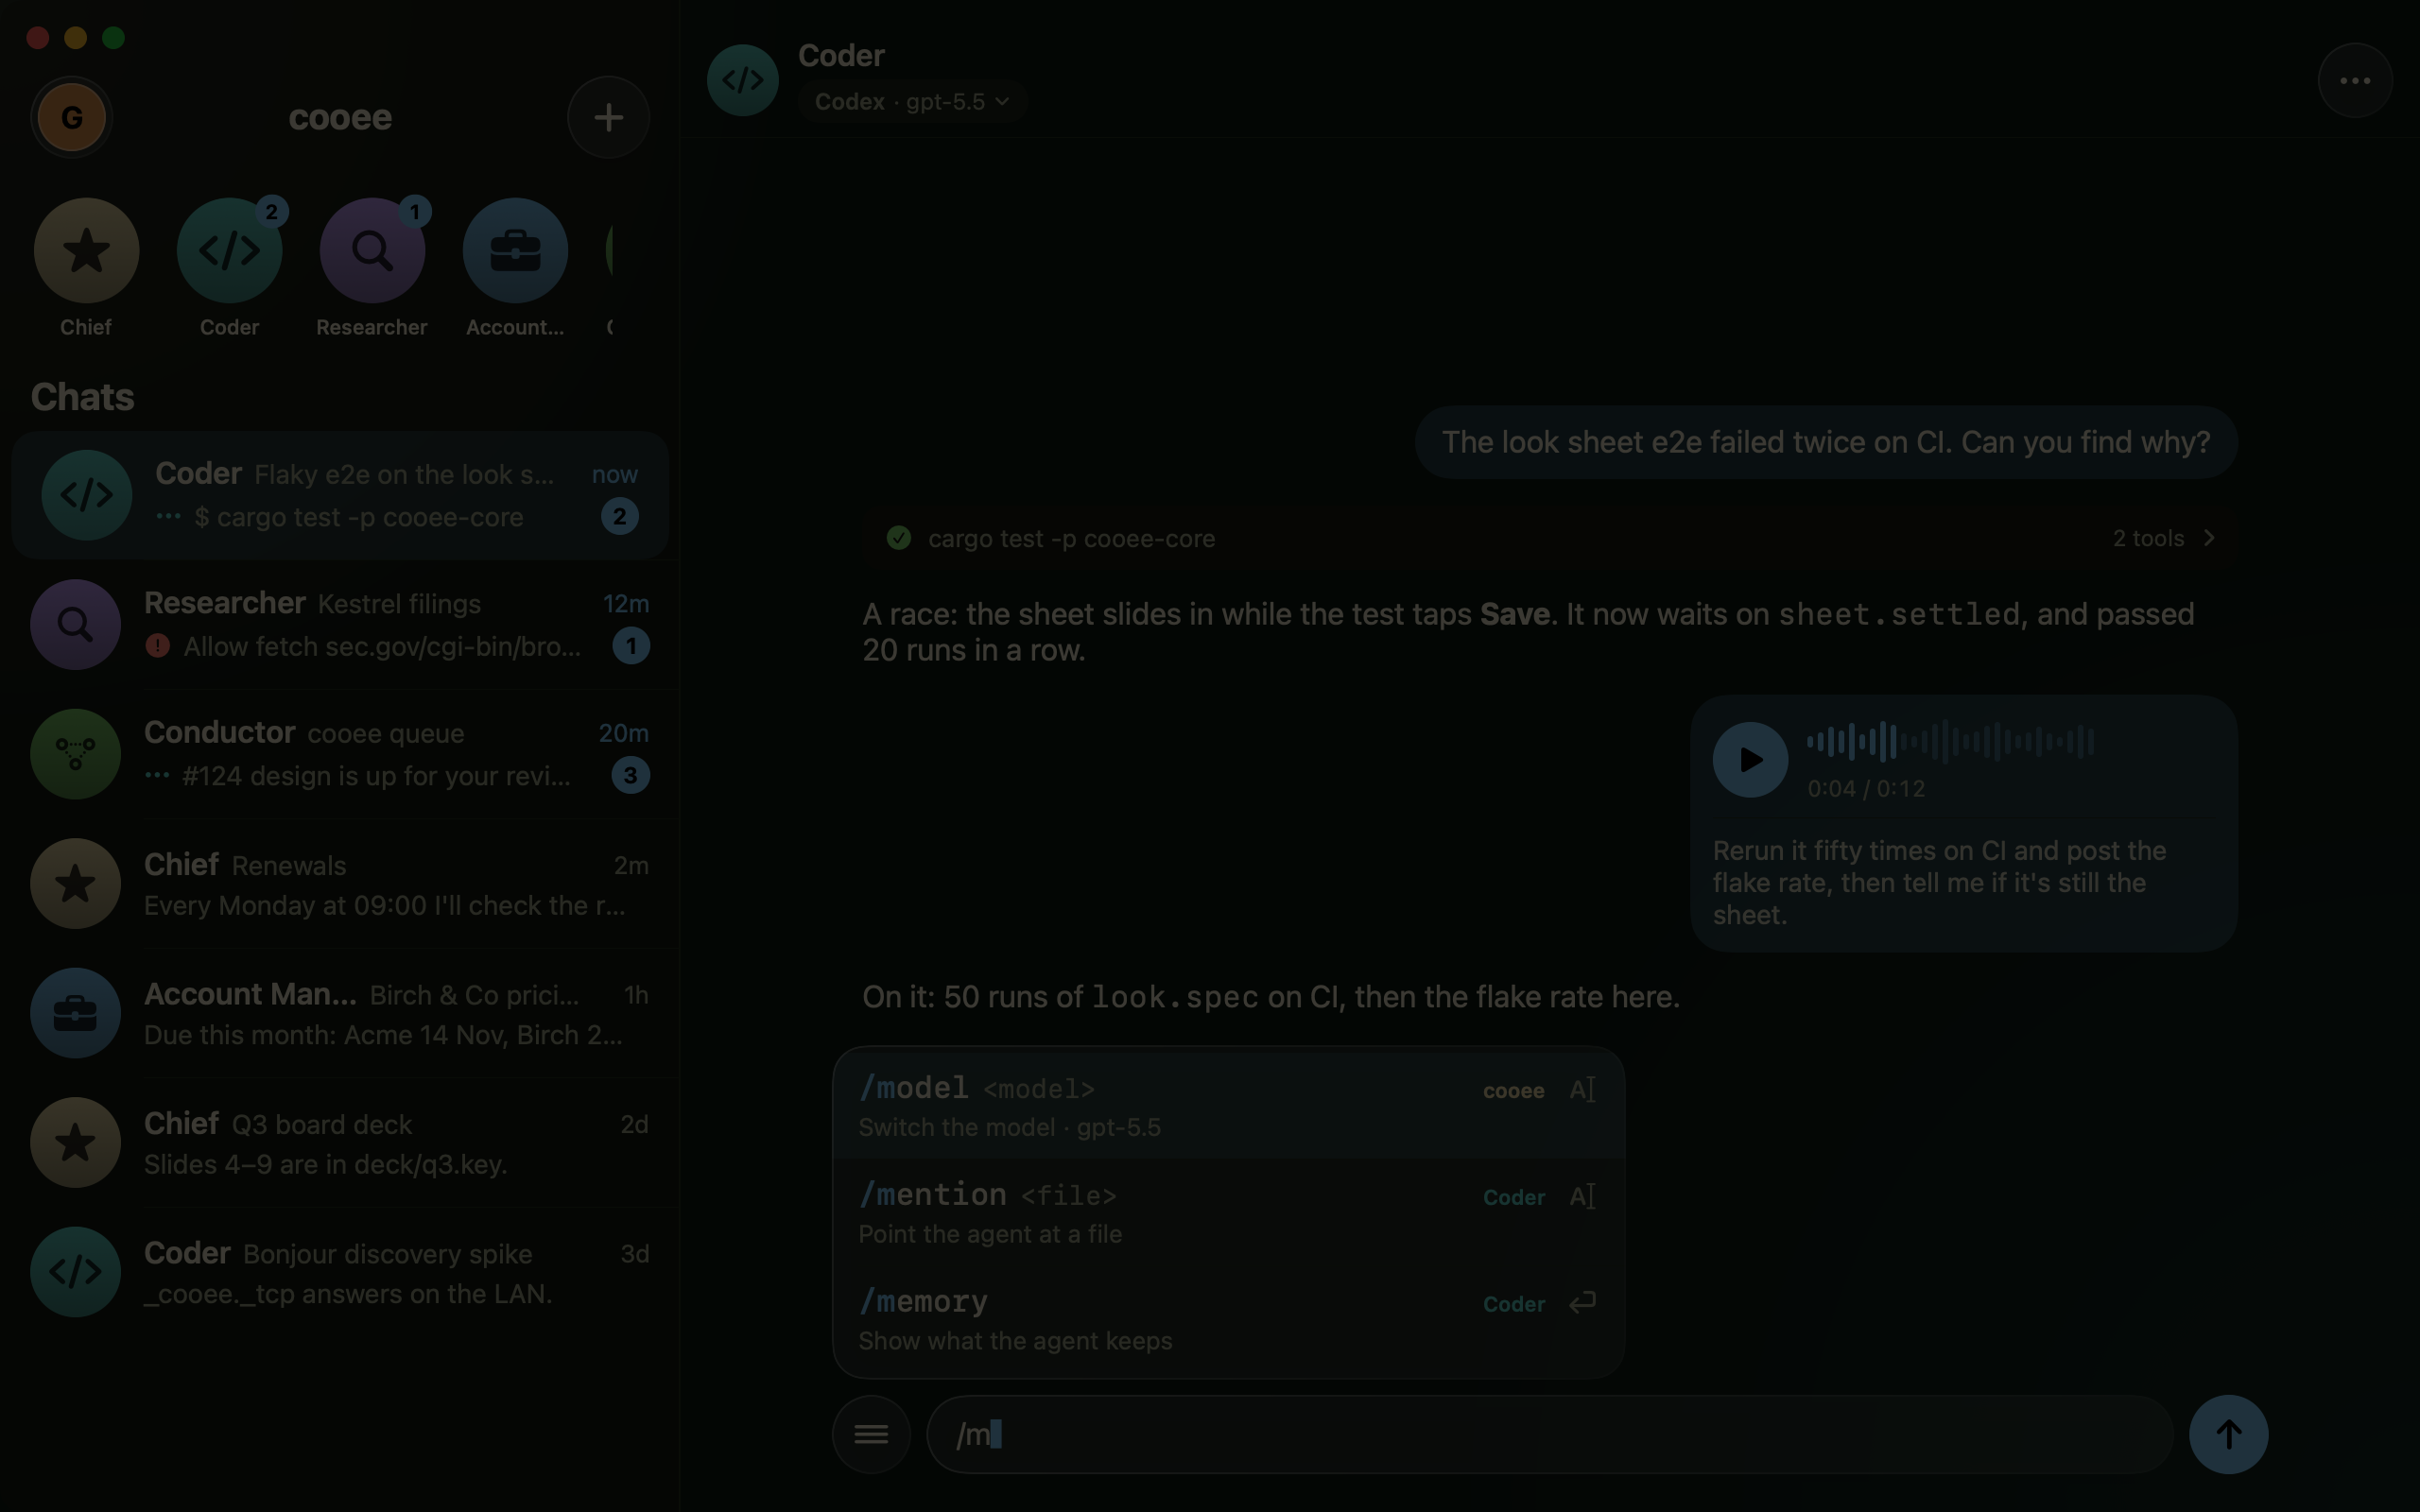 G
cooee
2
1
Chief
Coder
Researcher
Account...
Chats
Coder Flaky e2e on the look s... now
$ cargo test -p cooee-core 2
Researcher Kestrel filings 12m
Allow fetch sec.gov/cgi-bin/bro... 1
Conductor cooee queue 20m
#124 design is up for your revi... 3
Chief Renewals 2m
Every Monday at 09:00 I'll check the r...
Account Man... Birch & Co prici... 1h
Due this month: Acme 14 Nov, Birch 2...
Chief Q3 board deck 2d
Slides 4–9 are in deck/q3.key.
Coder Bonjour discovery spike 3d
_cooee._tcp answers on the LAN.
Coder
Codex · gpt-5.5
The look sheet e2e failed twice on CI. Can you find why?
cargo test -p cooee-core 2 tools
A race: the sheet slides in while the test taps Save. It now waits on sheet.settled, and passed
20 runs in a row.
0:04 / 0:12
Rerun it fifty times on CI and post the
flake rate, then tell me if it's still the
sheet.
On it: 50 runs of look.spec on CI, then the flake rate here.
/model <model> cooee
Switch the model · gpt-5.5
/mention <file> Coder
Point the agent at a file
/memory Coder
Show what the agent keeps
/m